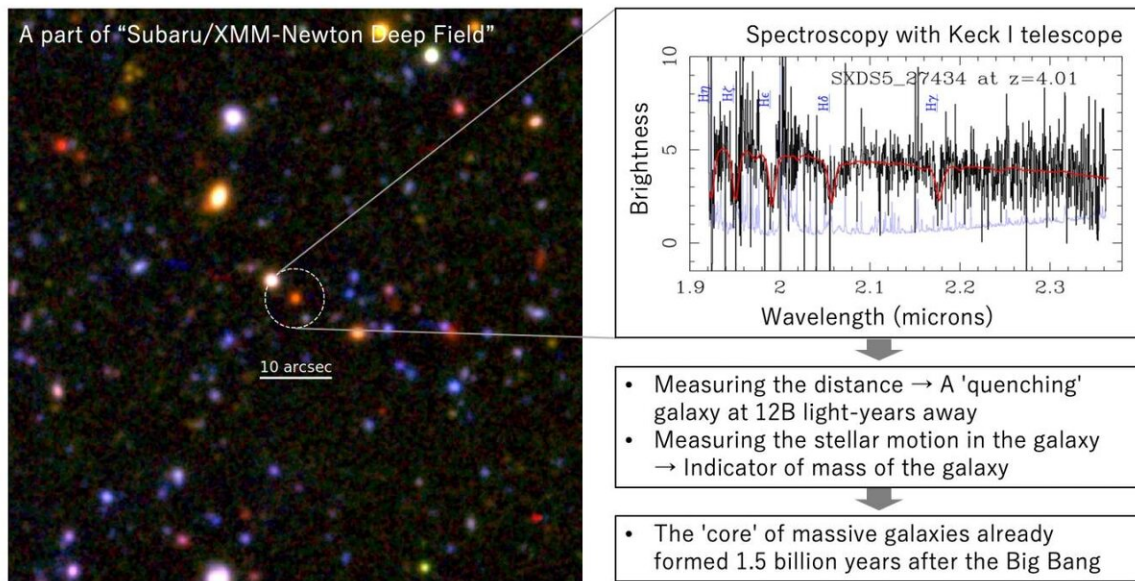 A part of “Subaru/XMM-Newton Deep Field”
10 arcsec
Spectroscopy with Keck I telescope
SXDS5_27434 at z=4.01
Hη
Hζ
Hε
Hδ
Hγ
10
5
0
Brightness
1.9
2
2.1
2.2
2.3
Wavelength (microns)
• Measuring the distance → A 'quenching'
galaxy at 12B light-years away
• Measuring the stellar motion in the galaxy
→ Indicator of mass of the galaxy
• The 'core' of massive galaxies already
formed 1.5 billion years after the Big Bang